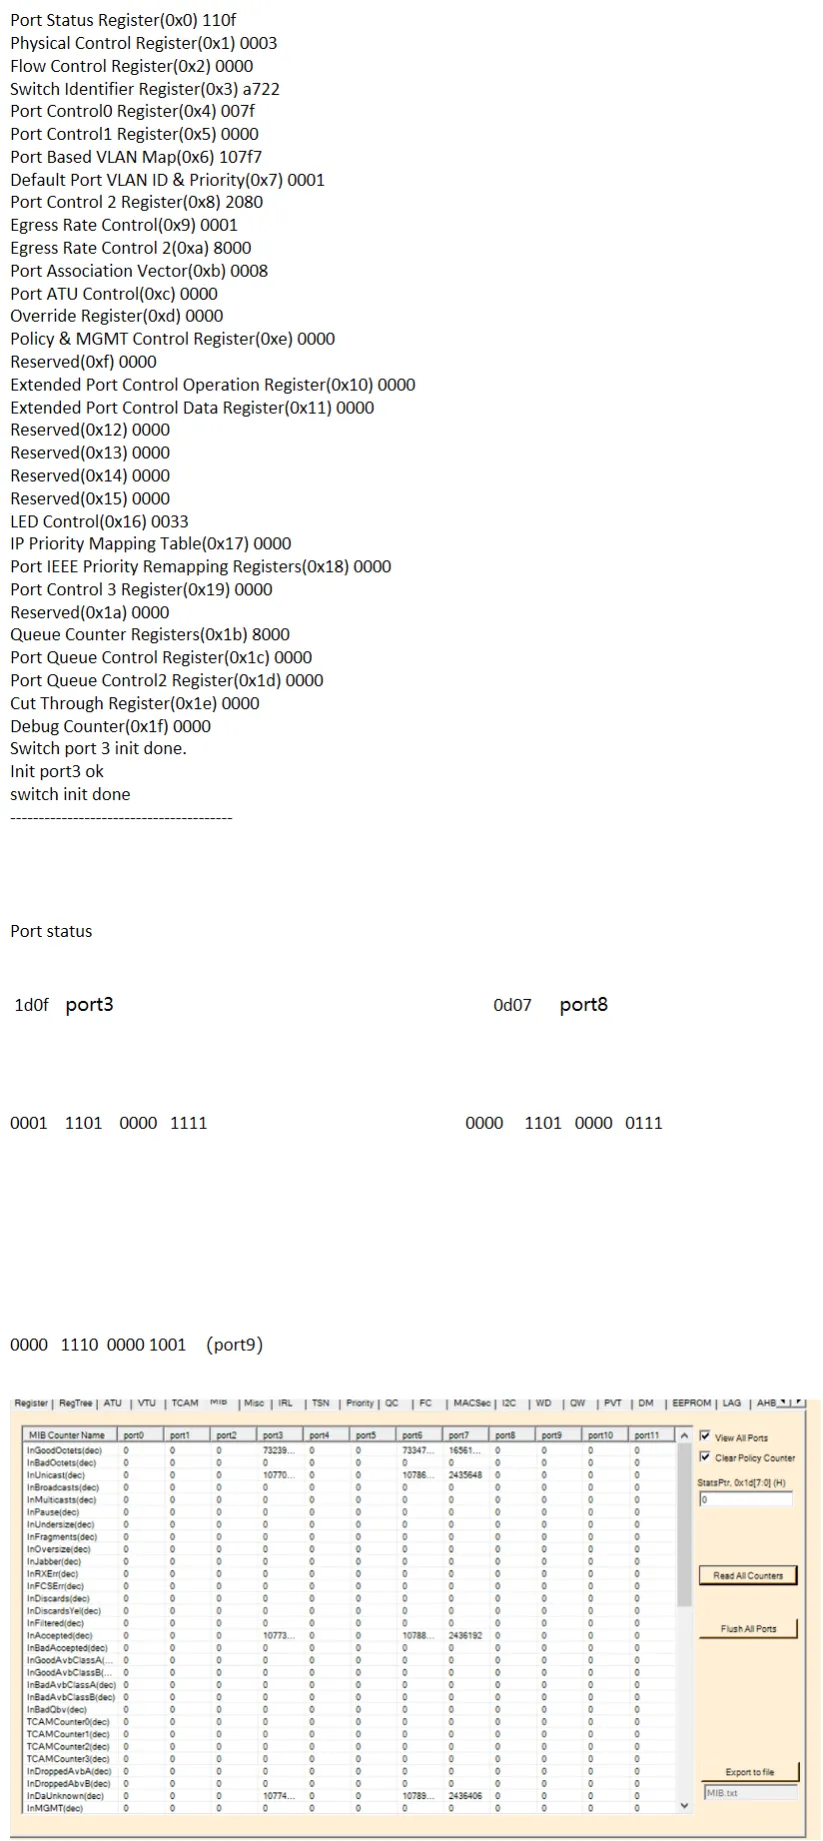 Port Status Register(0x0) 110f
Physical Control Register(0x1) 0003
Flow Control Register(0x2) 0000
Switch Identifier Register(0x3) a722
Port Control0 Register(0x4) 007f
Port Control1 Register(0x5) 0000
Port Based VLAN Map(0x6) 107f7
Default Port VLAN ID & Priority(0x7) 0001
Port Control 2 Register(0x8) 2080
Egress Rate Control(0x9) 0001
Egress Rate Control 2(0xa) 8000
Port Association Vector(0xb) 0008
Port ATU Control(0xc) 0000
Override Register(0xd) 0000
Policy & MGMT Control Register(0xe) 0000
Reserved(0xf) 0000
Extended Port Control Operation Register(0x10) 0000
Extended Port Control Data Register(0x11) 0000
Reserved(0x12) 0000
Reserved(0x13) 0000
Reserved(0x14) 0000
Reserved(0x15) 0000
LED Control(0x16) 0033
IP Priority Mapping Table(0x17) 0000
Port IEEE Priority Remapping Registers(0x18) 0000
Port Control 3 Register(0x19) 0000
Reserved(0x1a) 0000
Queue Counter Registers(0x1b) 8000
Port Queue Control Register(0x1c) 0000
Port Queue Control2 Register(0x1d) 0000
Cut Through Register(0x1e) 0000
Debug Counter(0x1f) 0000
Switch port 3 init done.
Init port3 ok
switch init done
---------------------------------------
Port status
1d0f port3 0d07 port8
0001 1101 0000 1111 0000 1101 0000 0111
0000 1110 0000 1001 (port9)
Register | RegTree | ATU | VTU | TCAM MIB | Misc | IRL | TSN | Priority | QC | FC | MACSec | I2C | WD | QW | PVT | DM | EEPROM | LAG | AHB
MIB Counter Name port0 port1 port2 port3 port4 port5 port6 port7 port8 port9 port10 port11
InGoodOctets(dec) 0 0 0 73239... 0 0 73347... 16561... 0 0 0 0
InBadOctets(dec) 0 0 0 0 0 0 0 0 0 0 0 0
InUnicast(dec) 0 0 0 10770... 0 0 10786... 2435648 0 0 0 0
InBroadcasts(dec) 0 0 0 0 0 0 0 0 0 0 0 0
InMulticasts(dec) 0 0 0 0 0 0 0 0 0 0 0 0
InPause(dec) 0 0 0 0 0 0 0 0 0 0 0 0
InUndersize(dec) 0 0 0 0 0 0 0 0 0 0 0 0
InFragments(dec) 0 0 0 0 0 0 0 0 0 0 0 0
InOversize(dec) 0 0 0 0 0 0 0 0 0 0 0 0
InJabber(dec) 0 0 0 0 0 0 0 0 0 0 0 0
InRXErr(dec) 0 0 0 0 0 0 0 0 0 0 0 0
InFCSErr(dec) 0 0 0 0 0 0 0 0 0 0 0 0
InDiscards(dec) 0 0 0 0 0 0 0 0 0 0 0 0
InDiscardsYel(dec) 0 0 0 0 0 0 0 0 0 0 0 0
InFiltered(dec) 0 0 0 0 0 0 0 0 0 0 0 0
InAccepted(dec) 0 0 0 10773... 0 0 10788... 2436192 0 0 0 0
InBadAccepted(dec) 0 0 0 0 0 0 0 0 0 0 0 0
InGoodAvbClassA(... 0 0 0 0 0 0 0 0 0 0 0 0
InGoodAvbClassB(... 0 0 0 0 0 0 0 0 0 0 0 0
InBadAvbClassA(dec) 0 0 0 0 0 0 0 0 0 0 0 0
InBadAvbClassB(dec) 0 0 0 0 0 0 0 0 0 0 0 0
InBadQbv(dec) 0 0 0 0 0 0 0 0 0 0 0 0
TCAMCounter0(dec) 0 0 0 0 0 0 0 0 0 0 0 0
TCAMCounter1(dec) 0 0 0 0 0 0 0 0 0 0 0 0
TCAMCounter2(dec) 0 0 0 0 0 0 0 0 0 0 0 0
TCAMCounter3(dec) 0 0 0 0 0 0 0 0 0 0 0 0
InDroppedAvbA(dec) 0 0 0 0 0 0 0 0 0 0 0 0
InDroppedAbvB(dec) 0 0 0 0 0 0 0 0 0 0 0 0
InDaUnknown(dec) 0 0 0 10774... 0 0 10789... 2436406 0 0 0 0
InMGMT(dec) 0 0 0 0 0 0 0 0 0 0 0 0
View All Ports
Clear Policy Counter
StatsPtr, 0x1d[7:0] (H)
0
Read All Counters
Flush All Ports
Export to file
MIB.txt